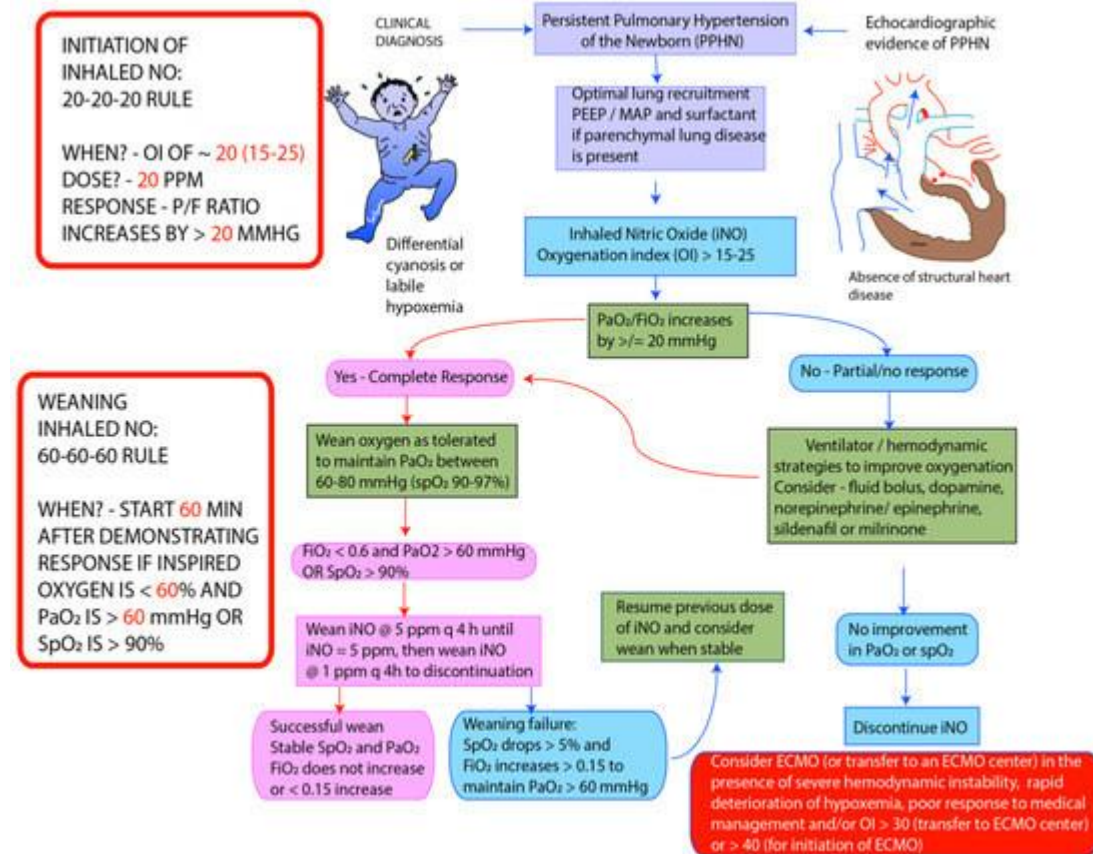 INITIATION OF
INHALED NO:
20-20-20 RULE
WHEN? - OI OF ~ 20 (15-25)
DOSE? - 20 PPM
RESPONSE - P/F RATIO
INCREASES BY > 20 MMHG
CLINICAL
DIAGNOSIS
Persistent Pulmonary Hypertension
of the Newborn (PPHN)
Echocardiographic
evidence of PPHN
Optimal lung recruitment
PEEP / MAP and surfactant
if parenchymal lung disease
is present
Differential
cyanosis or
labile
hypoxemia
Inhaled Nitric Oxide (iNO)
Oxygenation index (OI) > 15-25
Absence of structural heart
disease
PaO₂/FiO₂ increases
by >/= 20 mmHg
Yes - Complete Response
No - Partial/no response
WEANING
INHALED NO:
60-60-60 RULE
WHEN? - START 60 MIN
AFTER DEMONSTRATING
RESPONSE IF INSPIRED
OXYGEN IS < 60% AND
PaO₂ IS > 60 mmHg OR
SpO₂ IS > 90%
Wean oxygen as tolerated
to maintain PaO₂ between
60-80 mmHg (spO₂ 90-97%)
Ventilator / hemodynamic
strategies to improve oxygenation
Consider - fluid bolus, dopamine,
norepinephrine/ epinephrine,
sildenafil or milrinone
FiO₂ < 0.6 and PaO2 > 60 mmHg
OR SpO₂ > 90%
Wean iNO @ 5 ppm q 4 h until
iNO = 5 ppm, then wean iNO
@ 1 ppm q 4h to discontinuation
Resume previous dose
of iNO and consider
wean when stable
No improvement
in PaO₂ or spO₂
Successful wean
Stable SpO₂ and PaO₂
FiO₂ does not increase
or < 0.15 increase
Weaning failure:
SpO₂ drops > 5% and
FiO₂ increases > 0.15 to
maintain PaO₂ > 60 mmHg
Discontinue iNO
Consider ECMO (or transfer to an ECMO center) in the
presence of severe hemodynamic instability, rapid
deterioration of hypoxemia, poor response to medical
management and/or OI > 30 (transfer to ECMO center)
or > 40 (for initiation of ECMO)